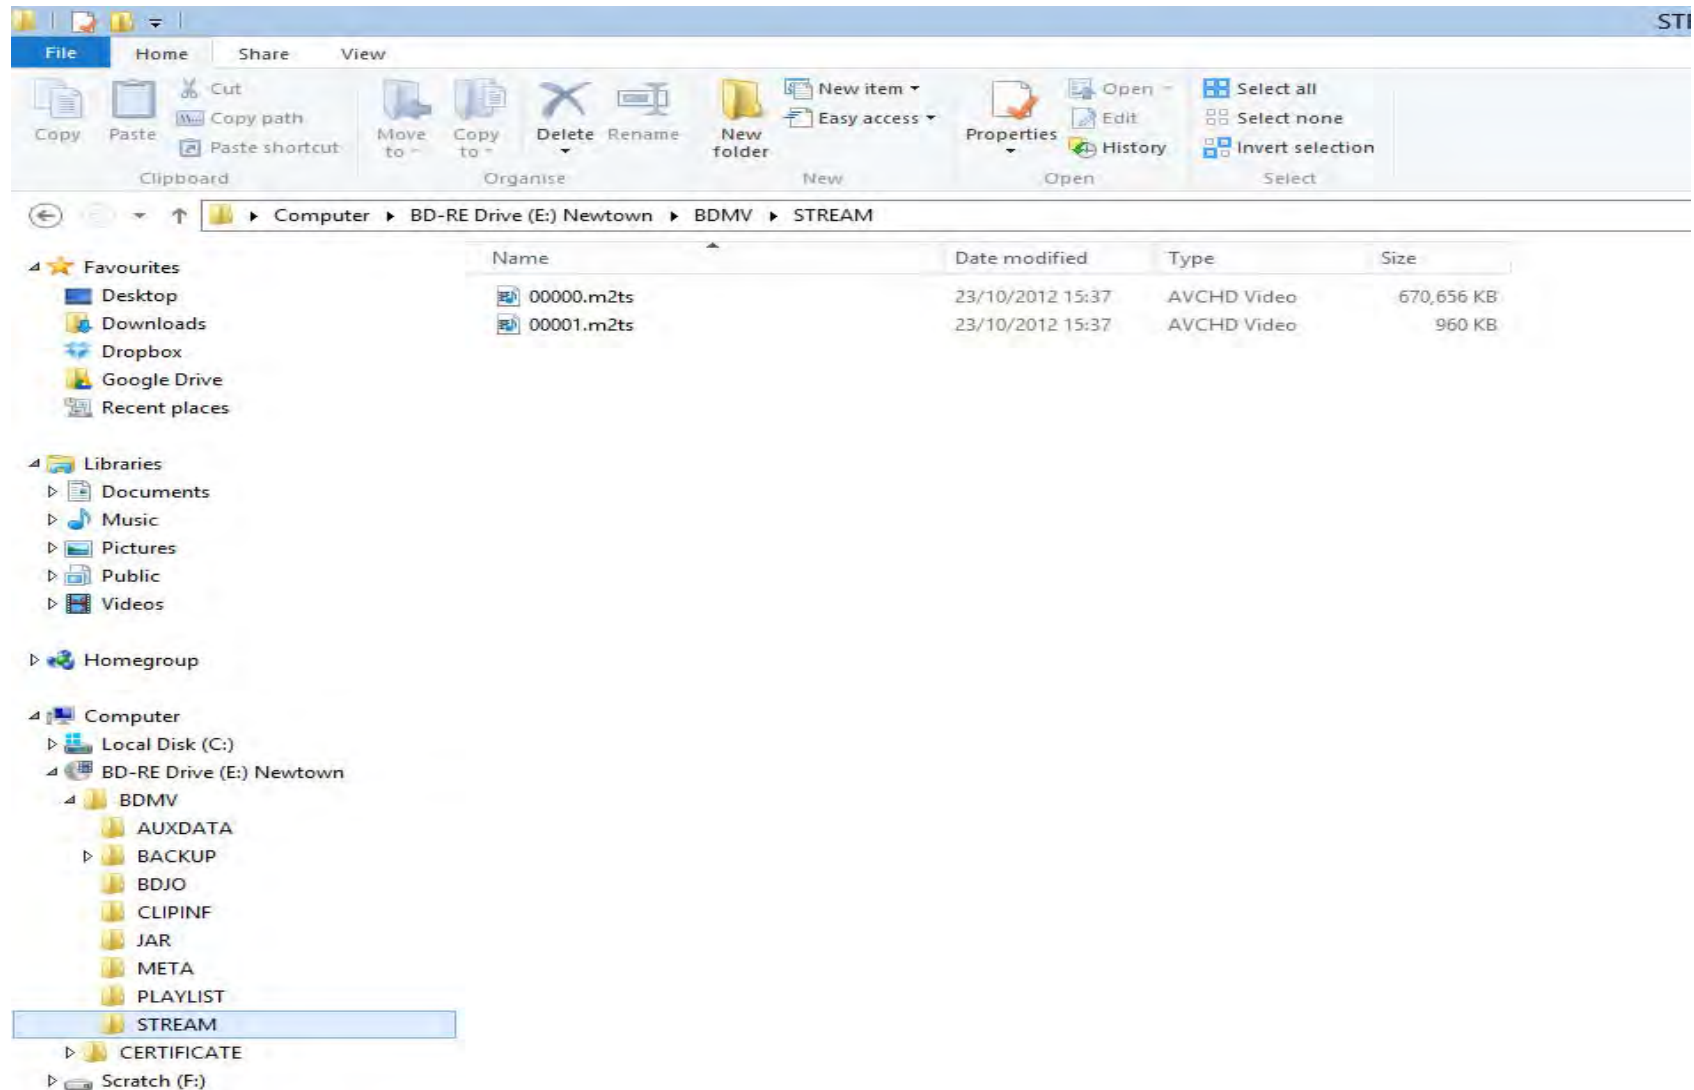 STR
File Home Share View
Cut
Copy path
Paste shortcut
Copy Paste
Move to
Copy to
Delete Rename
New folder
New item
Easy access
Properties
Open
Edit
History
Select all
Select none
Invert selection
Clipboard Organise New Open Select
Computer BD-RE Drive (E:) Newtown BDMV STREAM
Name Date modified Type Size
00000.m2ts 23/10/2012 15:37 AVCHD Video 670,656 KB
00001.m2ts 23/10/2012 15:37 AVCHD Video 960 KB
Favourites
Desktop
Downloads
Dropbox
Google Drive
Recent places
Libraries
Documents
Music
Pictures
Public
Videos
Homegroup
Computer
Local Disk (C:)
BD-RE Drive (E:) Newtown
BDMV
AUXDATA
BACKUP
BDJO
CLIPINF
JAR
META
PLAYLIST
STREAM
CERTIFICATE
Scratch (F:)